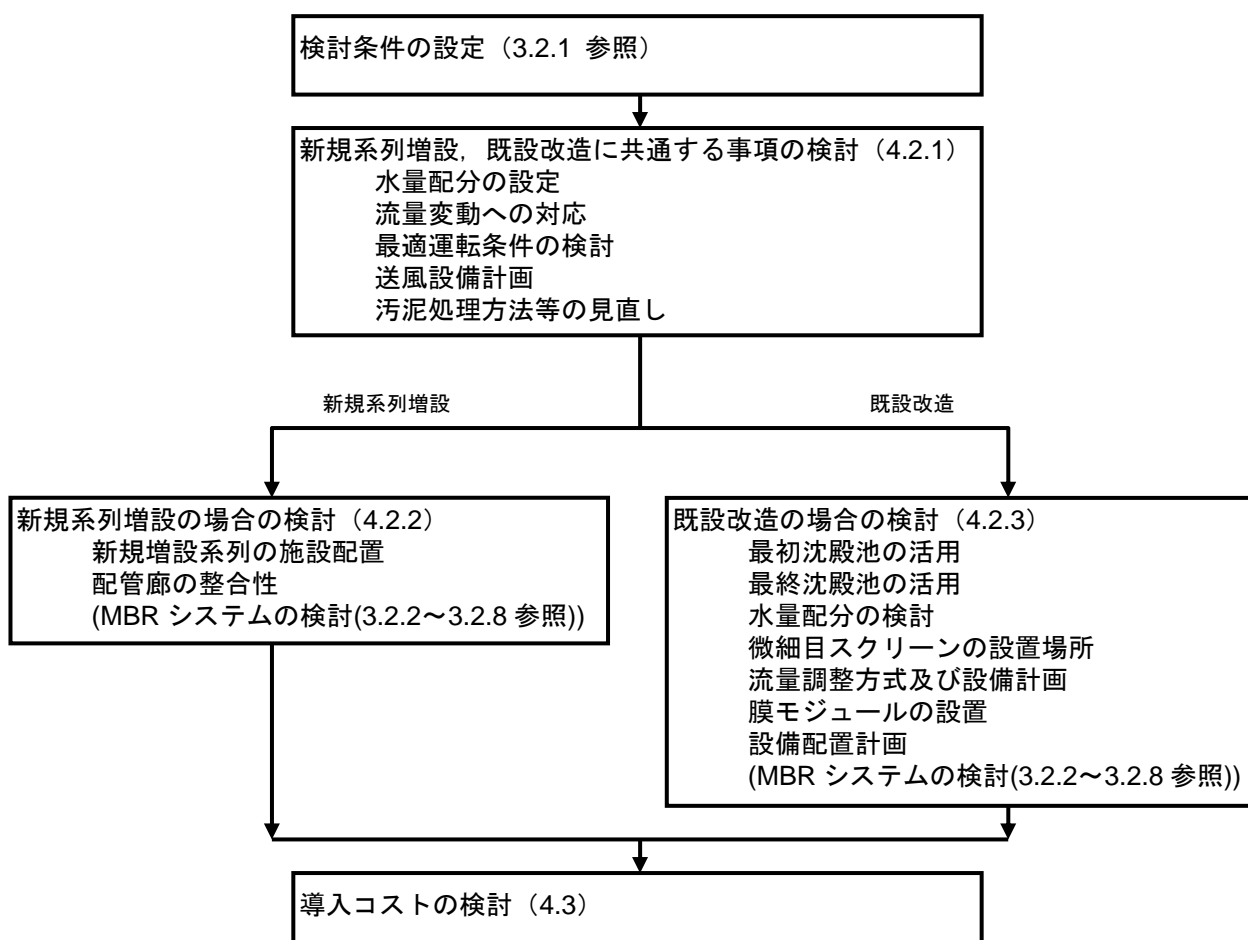 検討条件の設定（3.2.1 参照）
新規系列増設，既設改造に共通する事項の検討（4.2.1）
水量配分の設定
流量変動への対応
最適運転条件の検討
送風設備計画
汚泥処理方法等の見直し
新規系列増設
既設改造
新規系列増設の場合の検討（4.2.2）
新規増設系列の施設配置
配管廊の整合性
(MBR システムの検討(3.2.2～3.2.8 参照))
既設改造の場合の検討（4.2.3）
最初沈殿池の活用
最終沈殿池の活用
水量配分の検討
微細目スクリーンの設置場所
流量調整方式及び設備計画
膜モジュールの設置
設備配置計画
(MBR システムの検討(3.2.2～3.2.8 参照))
導入コストの検討（4.3）